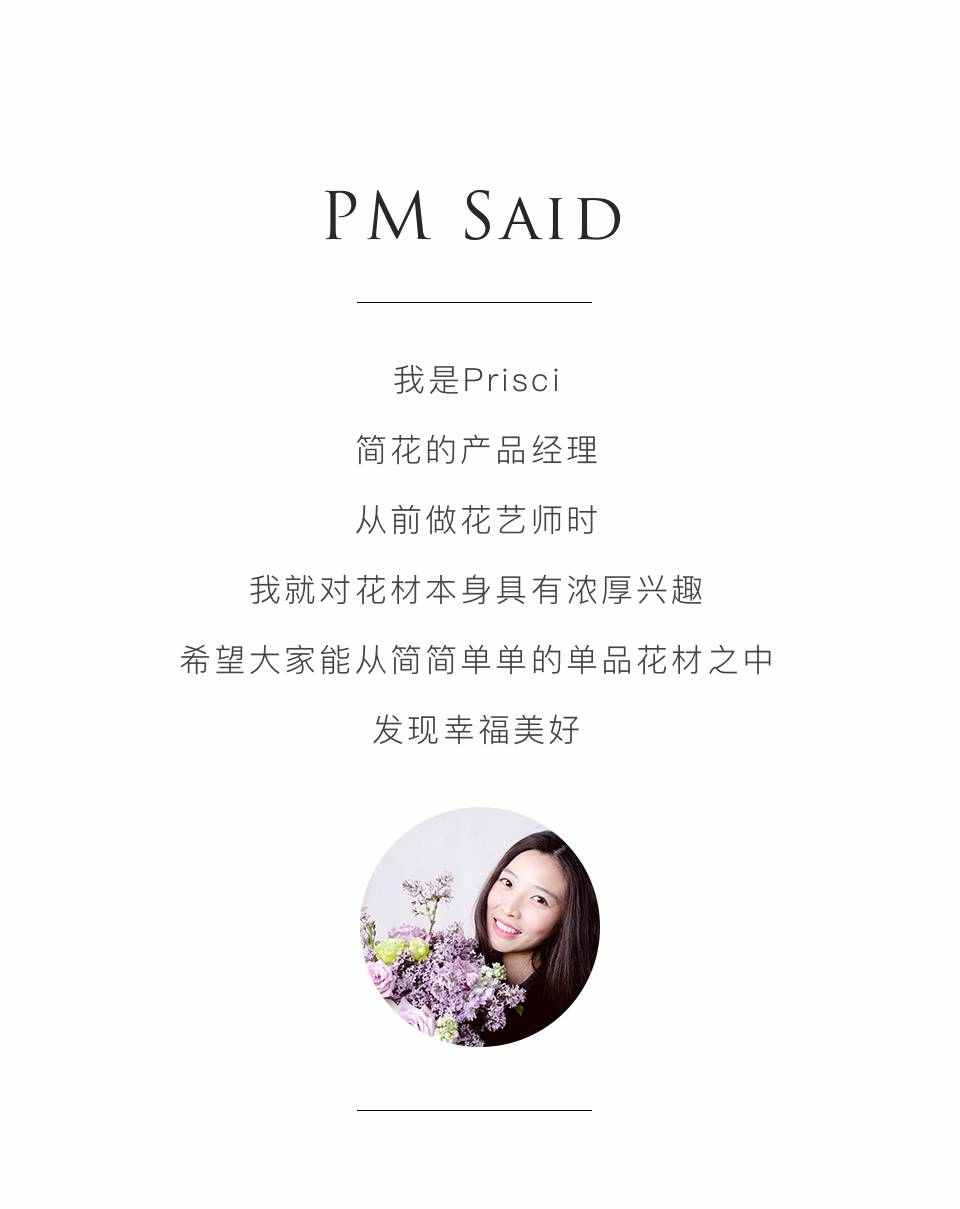 PM SAID
我是Prisci
简花的产品经理
从前做花艺师时
我就对花材本身具有浓厚兴趣
希望大家能从简简单单的单品花材之中
发现幸福美好